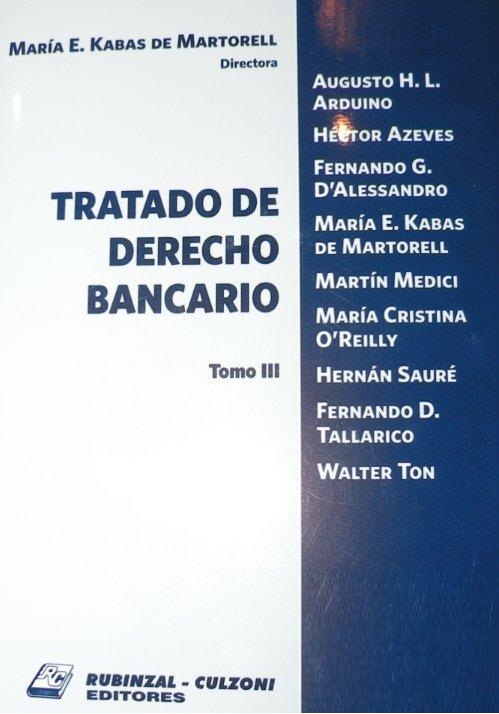 MARÍA E. KABAS DE MARTORELL
Directora
TRATADO DE
DERECHO
BANCARIO
Tomo III
AUGUSTO H. L.
ARDUINO
HÉCTOR AZEVES
FERNANDO G.
D'ALESSANDRO
MARÍA E. KABAS
DE MARTORELL
MARTÍN MEDICI
MARÍA CRISTINA
O'REILLY
HERNÁN SAURÉ
FERNANDO D.
TALLARICO
WALTER TON
RC
RUBINZAL - CULZONI
EDITORES